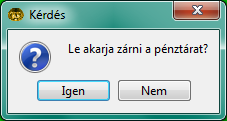 Kérdés
Le akarja zárni a pénztárat?
Igen
Nem